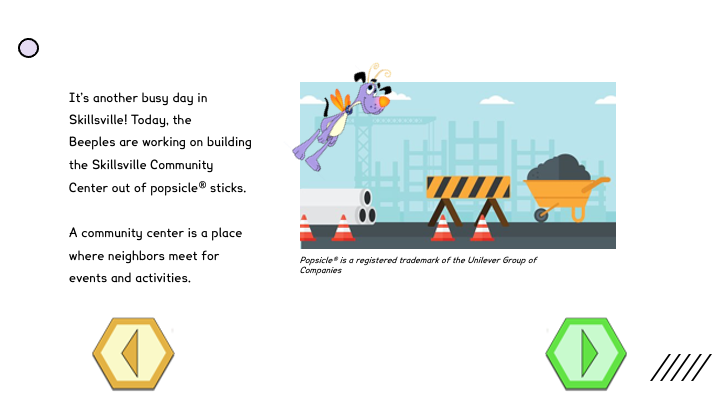 It's another busy day in
Skillsville! Today, the
Beeples are working on building
the Skillsville Community
Center out of popsicle® sticks.
A community center is a place
where neighbors meet for
events and activities.
Popsicle® is a registered trademark of the Unilever Group of
Companies